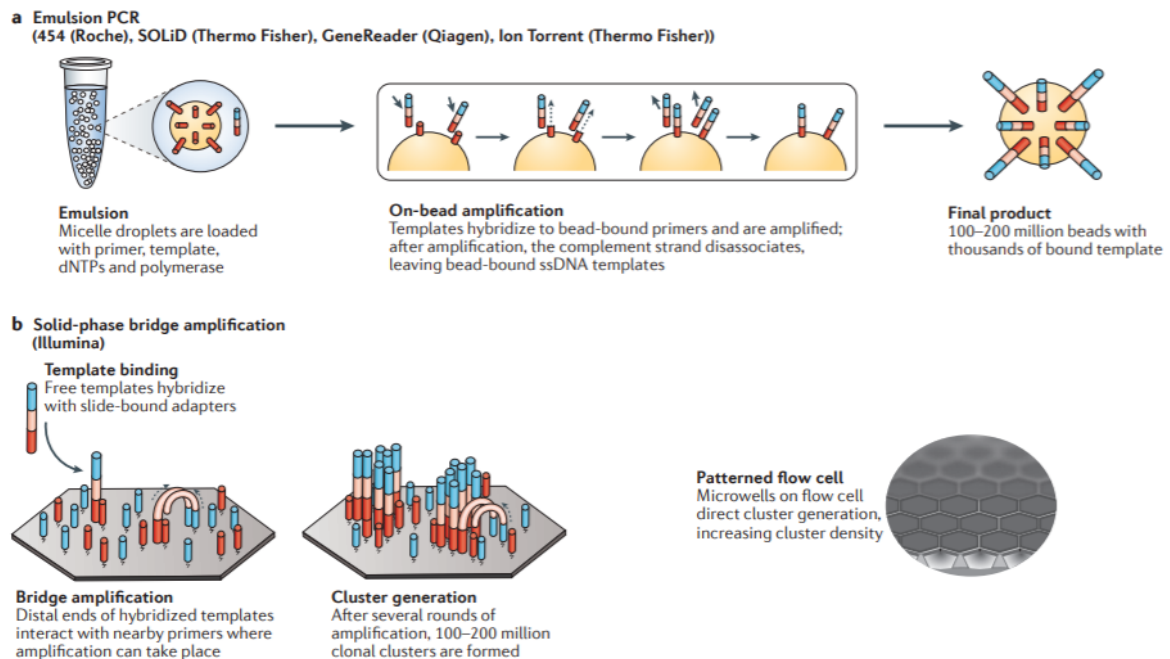 a Emulsion PCR
(454 (Roche), SOLiD (Thermo Fisher), GeneReader (Qiagen), Ion Torrent (Thermo Fisher))
Emulsion
Micelle droplets are loaded
with primer, template,
dNTPs and polymerase
On-bead amplification
Templates hybridize to bead-bound primers and are amplified;
after amplification, the complement strand disassociates,
leaving bead-bound ssDNA templates
Final product
100–200 million beads with
thousands of bound template
b Solid-phase bridge amplification
(Illumina)
Template binding
Free templates hybridize
with slide-bound adapters
Bridge amplification
Distal ends of hybridized templates
interact with nearby primers where
amplification can take place
Cluster generation
After several rounds of
amplification, 100–200 million
clonal clusters are formed
Patterned flow cell
Microwells on flow cell
direct cluster generation,
increasing cluster density